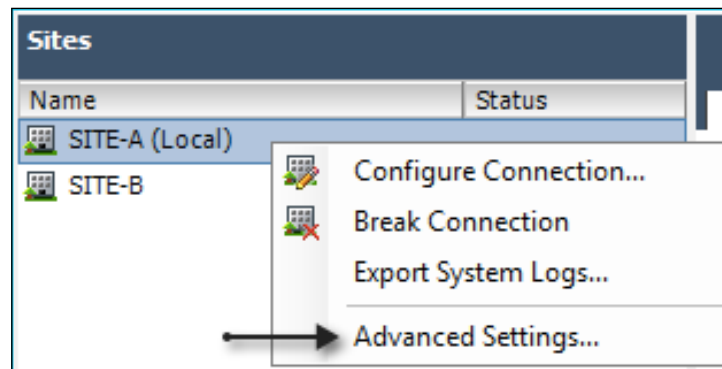 Sites
Name Status
SITE-A (Local)
SITE-B
Configure Connection...
Break Connection
Export System Logs...
Advanced Settings...